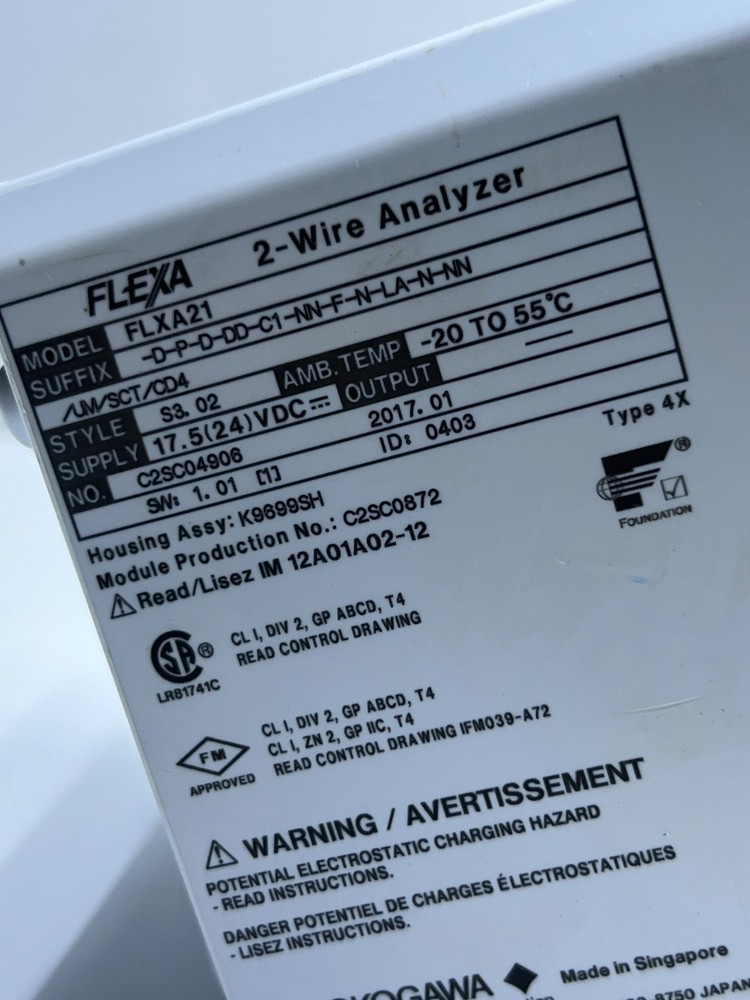 FLEXA 2-Wire Analyzer
MODEL FLXA21
SUFFIX -D-P-D-DD-C1-NN-F-N-LA-N-NN
/UM/SCT/CD4
STYLE S3.02 AMB.TEMP -20 TO 55°C
SUPPLY 17.5(24)VDC⎓ OUTPUT —
NO. C2SC04906 2017.01
SW: 1.01 [1] ID: 0403
Housing Assy: K9699SH Type 4X
Module Production No.: C2SC0872
⚠ Read/Lisez IM 12A01A02-12
F ®
FOUNDATION
SA ®
LR81741C
CL I, DIV 2, GP ABCD, T4
READ CONTROL DRAWING
FM
APPROVED
CL I, DIV 2, GP ABCD, T4
CL I, ZN 2, GP IIC, T4
READ CONTROL DRAWING IFM039-A72
⚠ WARNING / AVERTISSEMENT
POTENTIAL ELECTROSTATIC CHARGING HAZARD
- READ INSTRUCTIONS.
DANGER POTENTIEL DE CHARGES ÉLECTROSTATIQUES
- LISEZ INSTRUCTIONS.
OKOGAWA ◆ Made in Singapore
8750 JAPAN